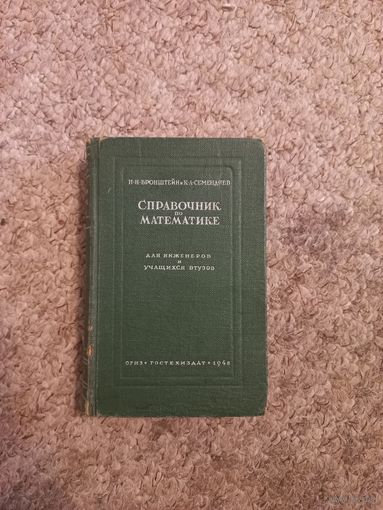 И·Н·БРОНШТЕЙН и К·А·СЕМЕНДЯЕВ
СПРАВОЧНИК
ПО
МАТЕМАТИКЕ
ДЛЯ ИНЖЕНЕРОВ
И
УЧАЩИХСЯ ВТУЗОВ
ОГИЗ • ГОСТЕХИЗДАТ • 1948